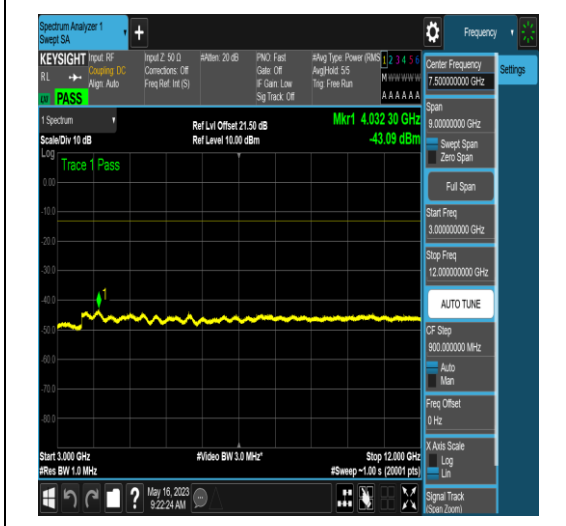 Spectrum Analyzer 1
Swept SA
Frequency
KEYSIGHT
Input: RF
Coupling: DC
Align: Auto
Input Z: 50 Ω
Corrections: Off
Freq Ref: Int (S)
#Atten: 20 dB
PNO: Fast
Gate: Off
IF Gain: Low
Sig Track: Off
#Avg Type: Power (RMS
Avg|Hold: 5/5
Trig: Free Run
1 2 3 4 5 6
M W W W W W
A A A A A A
RL
PASS
1 Spectrum
Scale/Div 10 dB
Ref Lvl Offset 21.50 dB
Ref Level 10.00 dBm
Mkr1 4.032 30 GHz
-43.09 dBm
Log
Trace 1 Pass
0.00
-10.0
-20.0
-30.0
-40.0
-50.0
-60.0
-70.0
-80.0
1
Start 3.000 GHz
#Res BW 1.0 MHz
#Video BW 3.0 MHz*
Stop 12.000 GHz
#Sweep ~1.00 s (20001 pts)
May 16, 2023
9:22:24 AM
Center Frequency
7.500000000 GHz
Settings
Span
9.00000000 GHz
Swept Span
Zero Span
Full Span
Start Freq
3.000000000 GHz
Stop Freq
12.000000000 GHz
AUTO TUNE
CF Step
900.000000 MHz
Auto
Man
Freq Offset
0 Hz
X Axis Scale
Log
Lin
Signal Track
(Span Zoom)